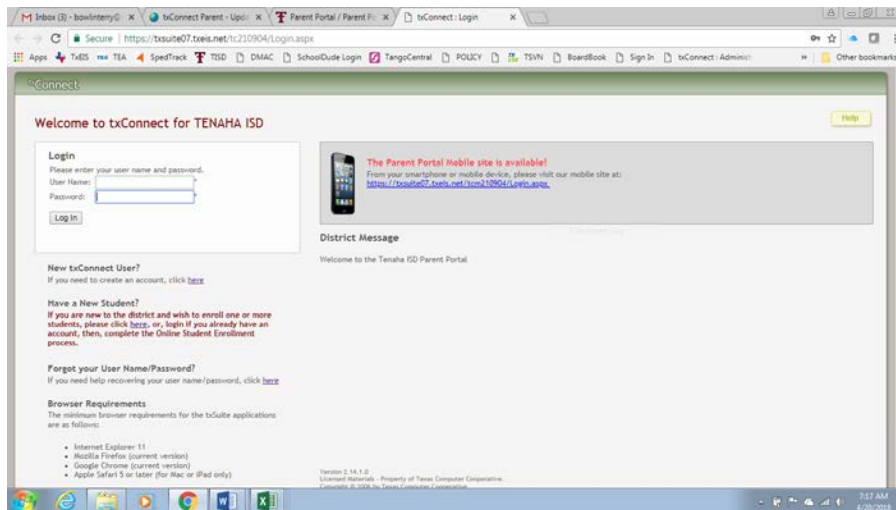 Inbox (3) - bowlinterry@
txConnect Parent - Upd
Parent Portal / Parent Po
txConnect : Login
Secure | https://txsuite07.txeis.net/tc210904/Login.aspx
Apps TxEIS TEA SpedTrack TISD DMAC SchoolDude Login TangoCentral POLICY TSVN BoardBook Sign In txConnect : Administ » Other bookmarks
txConnect
Welcome to txConnect for TENAHA ISD
Help
Login
Please enter your user name and password.
User Name: *
Password: *
Log In
The Parent Portal Mobile site is available!
From your smartphone or mobile device, please visit our mobile site at:
https://txsuite07.txeis.net/tcm210904/Login.aspx
District Message
Welcome to the Tenaha ISD Parent Portal
New txConnect User?
If you need to create an account, click here
Have a New Student?
If you are new to the district and wish to enroll one or more
students, please click here, or, login if you already have an
account, then, complete the Online Student Enrollment
process.
Forgot your User Name/Password?
If you need help recovering your user name/password, click here
Browser Requirements
The minimum browser requirements for the txSuite applications
are as follows:
• Internet Explorer 11
• Mozilla Firefox (current version)
• Google Chrome (current version)
• Apple Safari 5 or later (for Mac or iPad only)
Version 2.14.1.0
Licensed Materials - Property of Texas Computer Cooperative.
Copyright © 2006 by Texas Computer Cooperative
7:17 AM